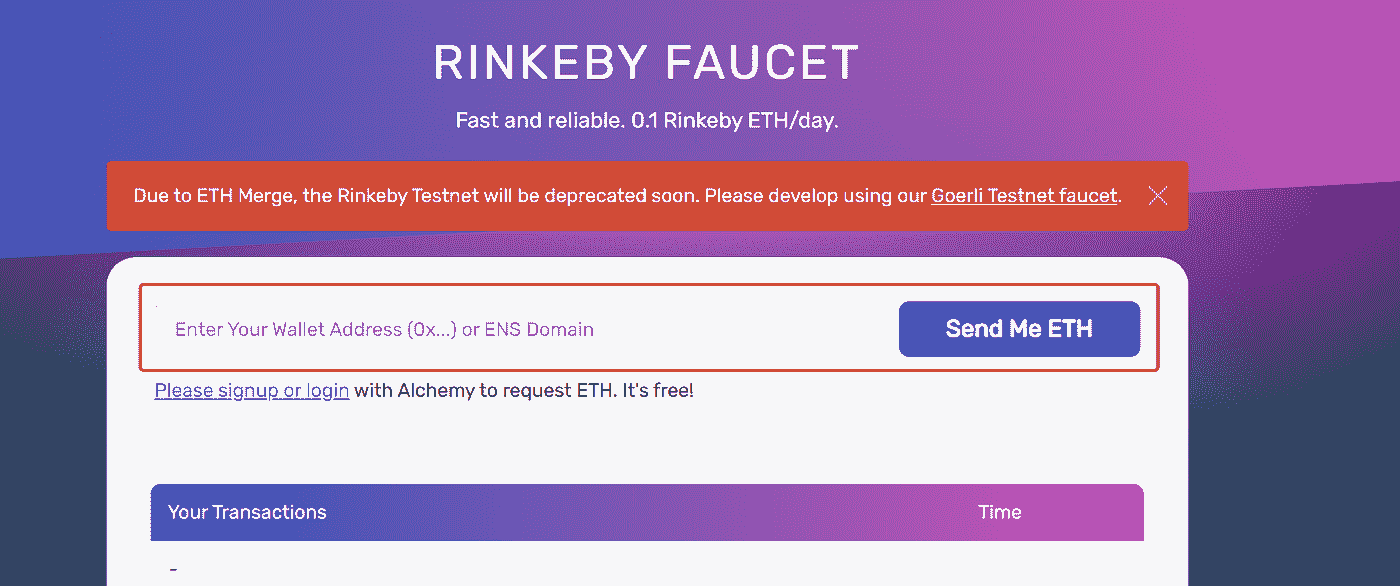 RINKEBY FAUCET
Fast and reliable. 0.1 Rinkeby ETH/day.
Due to ETH Merge, the Rinkeby Testnet will be deprecated soon. Please develop using our Goerli Testnet faucet.
Enter Your Wallet Address (0x...) or ENS Domain
Send Me ETH
Please signup or login with Alchemy to request ETH. It's free!
Your Transactions Time
-